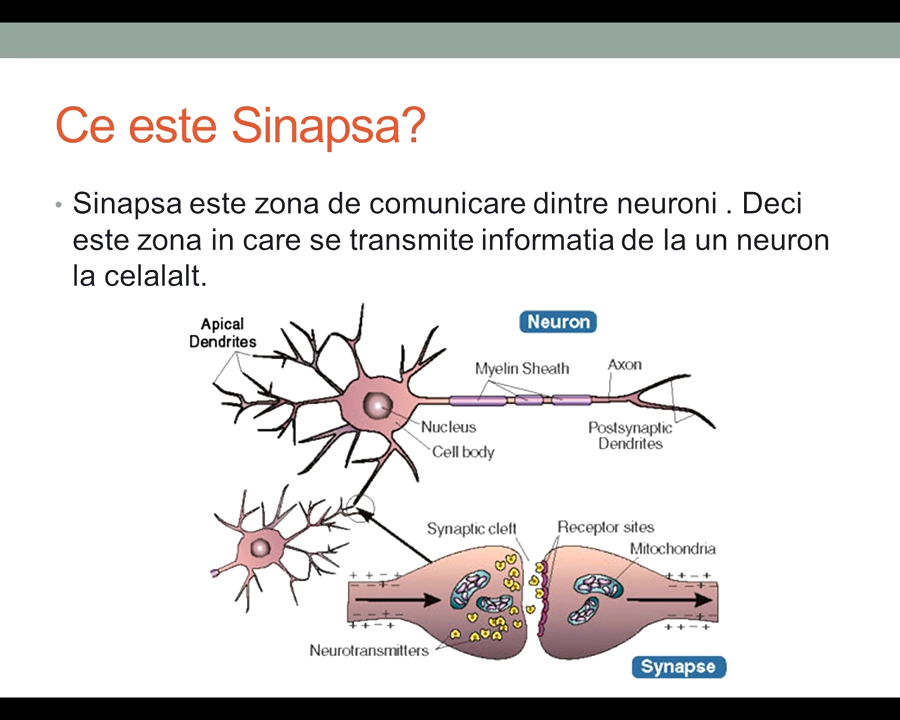 Ce este Sinapsa?
• Sinapsa este zona de comunicare dintre neuroni . Deci
este zona in care se transmite informatia de la un neuron
la celalalt.
Apical
Dendrites
Neuron
Myelin Sheath
Axon
Nucleus
Cell body
Postsynaptic
Dendrites
Synaptic cleft
Receptor sites
Mitochondria
+ + − +
− − + −
+ − − +
− − + −
− − + −
+ + − +
− − + −
+ − − +
Neurotransmitters
Synapse